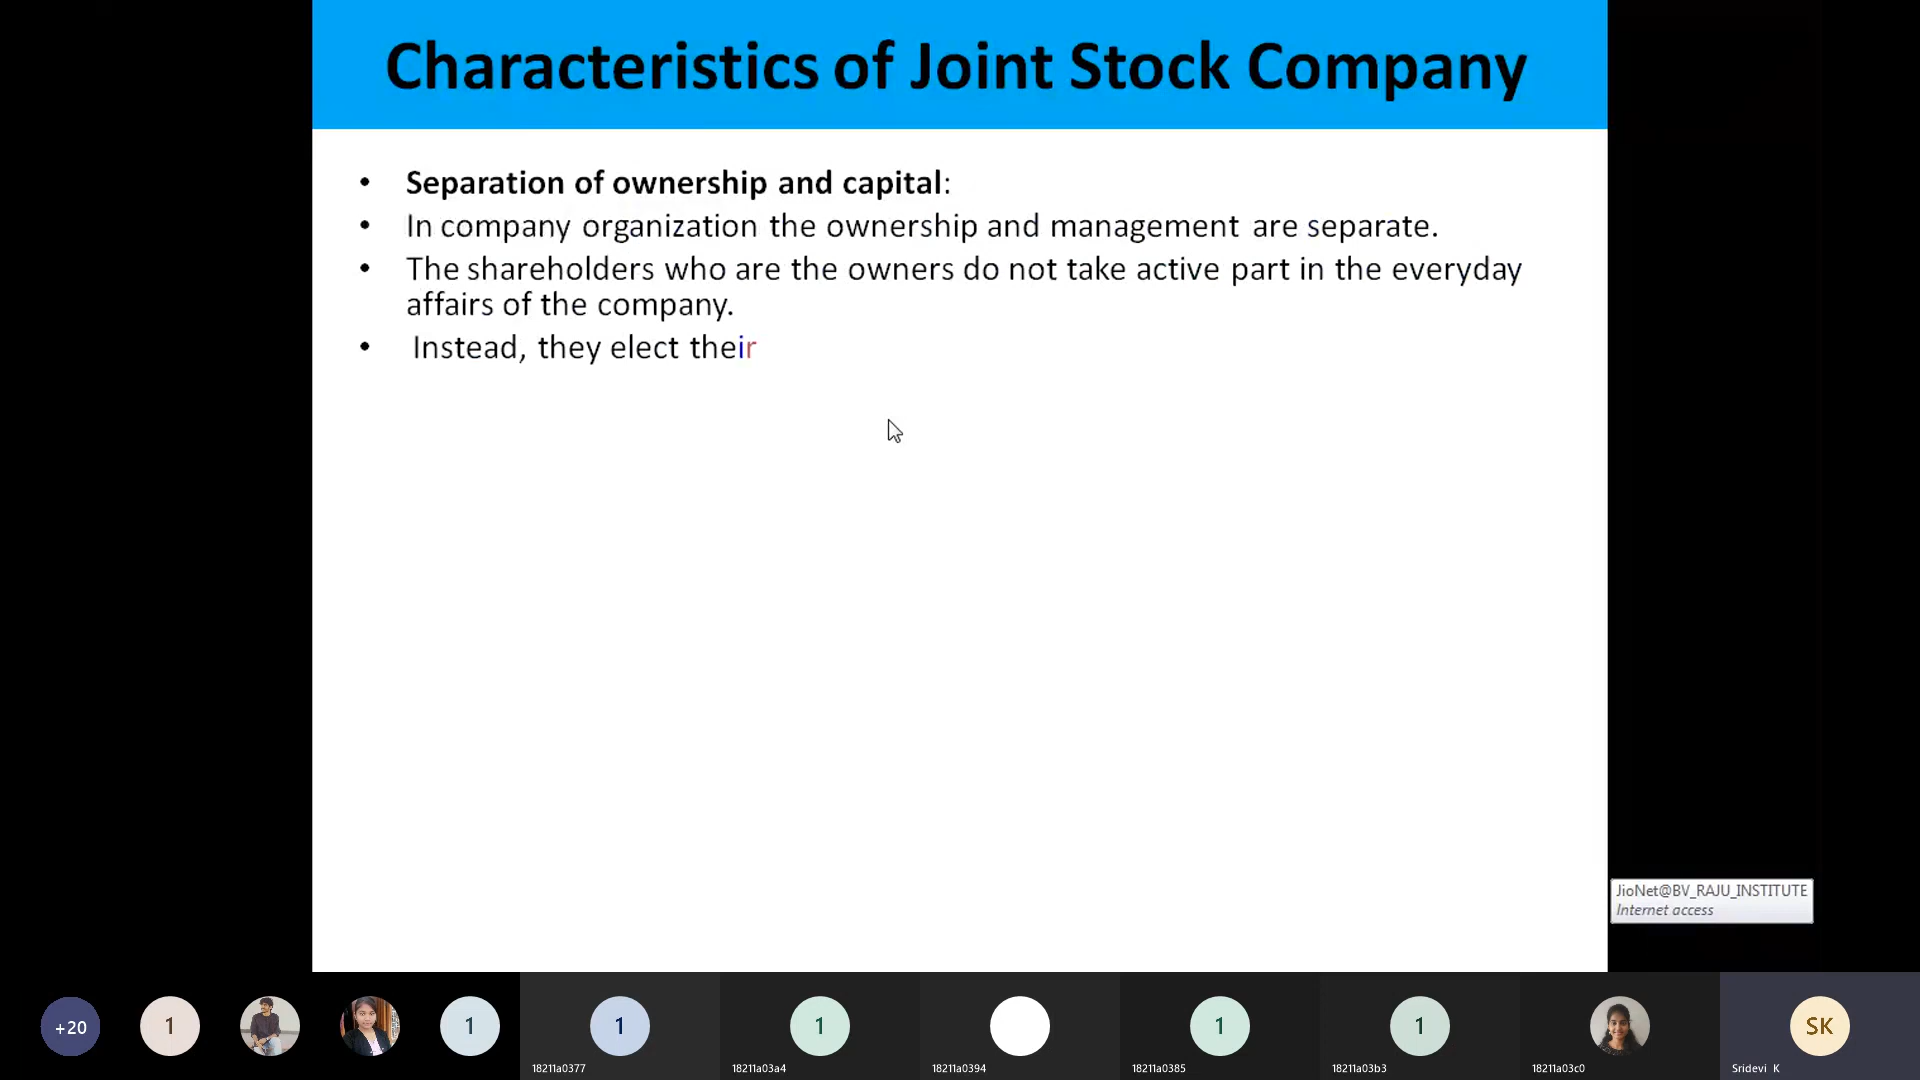 Characteristics of Joint Stock Company
• Separation of ownership and capital:
• In company organization the ownership and management are separate.
• The shareholders who are the owners do not take active part in the everyday
affairs of the company.
• Instead, they elect their
JioNet@BV_RAJU_INSTITUTE
Internet access
+20
1
1
1
1
1
1
SK
18211a0377
18211a03a4
18211a0394
18211a0385
18211a03b3
18211a03c0
Sridevi K